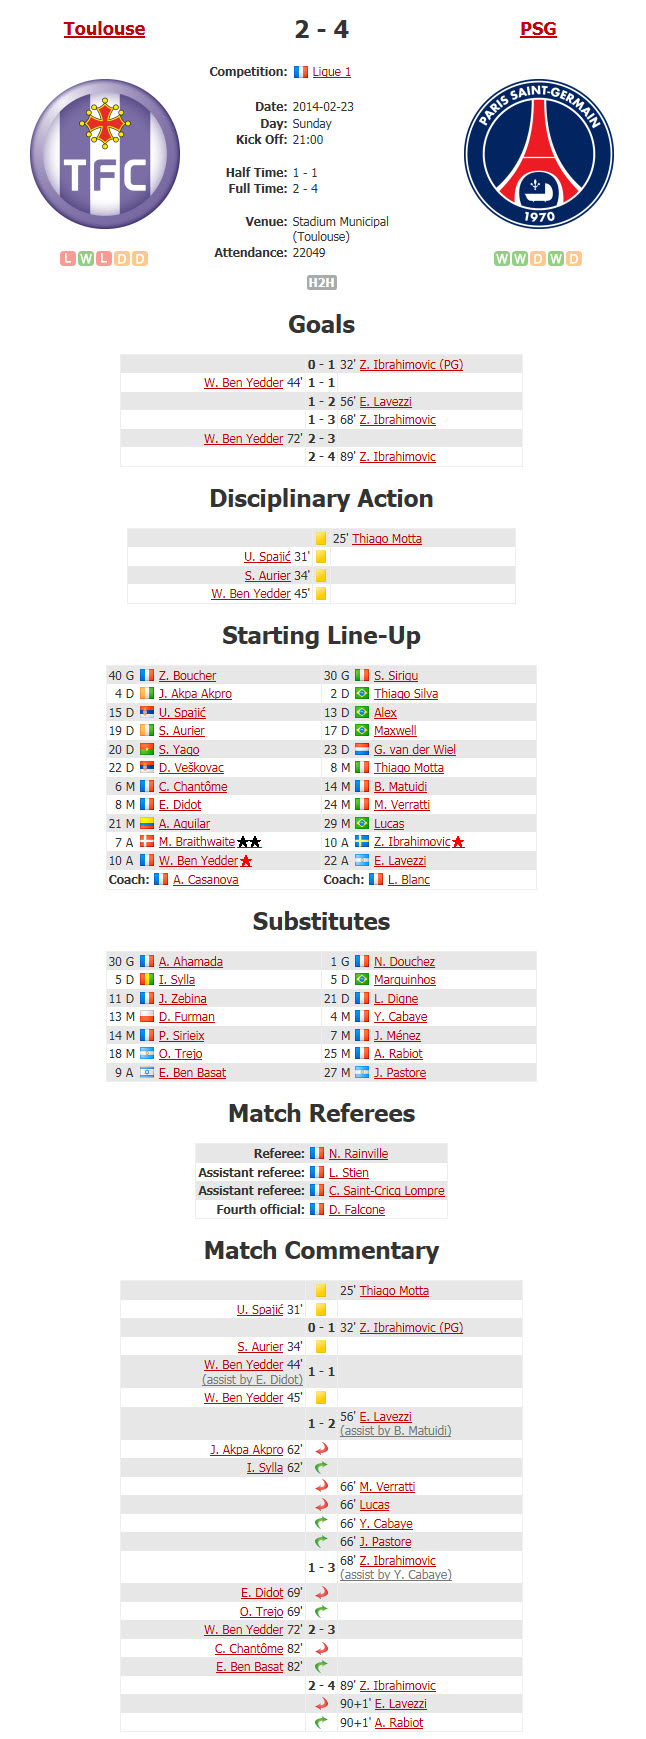 Toulouse 2 - 4 PSG
Competition: Ligue 1
Date: 2014-02-23
Day: Sunday
Kick Off: 21:00
Half Time: 1 - 1
Full Time: 2 - 4
Venue: Stadium Municipal
(Toulouse)
Attendance: 22049
TFC
PARIS SAINT-GERMAIN
1970
L W L D D
W W D W D
H2H
Goals
0 - 1 32' Z. Ibrahimovic (PG)
W. Ben Yedder 44' 1 - 1
1 - 2 56' E. Lavezzi
1 - 3 68' Z. Ibrahimovic
W. Ben Yedder 72' 2 - 3
2 - 4 89' Z. Ibrahimovic
Disciplinary Action
25' Thiago Motta
U. Spajić 31'
S. Aurier 34'
W. Ben Yedder 45'
Starting Line-Up
40 G Z. Boucher 30 G S. Sirigu
4 D J. Akpa Akpro 2 D Thiago Silva
15 D U. Spajić 13 D Alex
19 D S. Aurier 17 D Maxwell
20 D S. Yago 23 D G. van der Wiel
22 D D. Veškovac 8 M Thiago Motta
6 M C. Chantôme 14 M B. Matuidi
8 M E. Didot 24 M M. Verratti
21 M A. Aguilar 29 M Lucas
7 A M. Braithwaite 10 A Z. Ibrahimovic
10 A W. Ben Yedder 22 A E. Lavezzi
Coach: A. Casanova Coach: L. Blanc
Substitutes
30 G A. Ahamada 1 G N. Douchez
5 D I. Sylla 5 D Marquinhos
11 D J. Zebina 21 D L. Digne
13 M D. Furman 4 M Y. Cabaye
14 M P. Sirieix 7 M J. Ménez
18 M O. Trejo 25 M A. Rabiot
9 A E. Ben Basat 27 M J. Pastore
Match Referees
Referee: N. Rainville
Assistant referee: L. Stien
Assistant referee: C. Saint-Cricq Lompre
Fourth official: D. Falcone
Match Commentary
25' Thiago Motta
U. Spajić 31'
0 - 1 32' Z. Ibrahimovic (PG)
S. Aurier 34'
W. Ben Yedder 44' 1 - 1
(assist by E. Didot)
W. Ben Yedder 45'
1 - 2 56' E. Lavezzi
(assist by B. Matuidi)
J. Akpa Akpro 62'
I. Sylla 62'
66' M. Verratti
66' Lucas
66' Y. Cabaye
66' J. Pastore
1 - 3 68' Z. Ibrahimovic
(assist by Y. Cabaye)
E. Didot 69'
O. Trejo 69'
W. Ben Yedder 72' 2 - 3
C. Chantôme 82'
E. Ben Basat 82'
2 - 4 89' Z. Ibrahimovic
90+1' E. Lavezzi
90+1' A. Rabiot